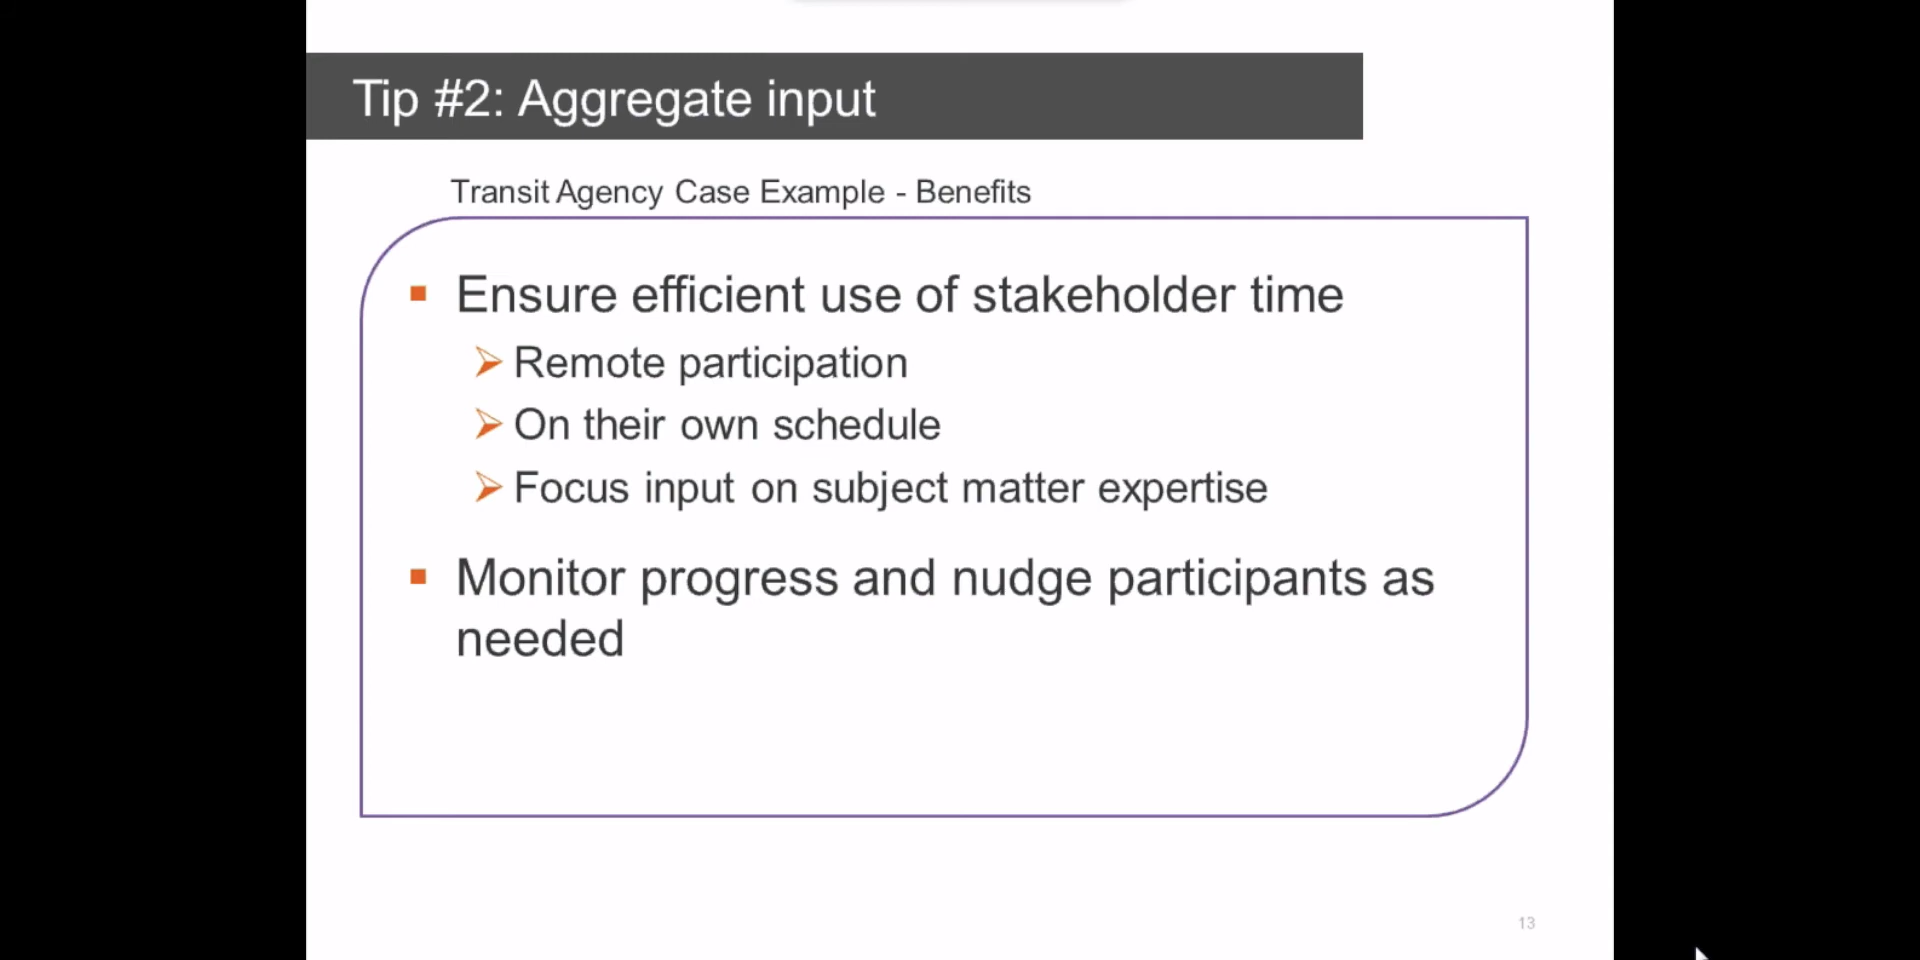 Tip #2: Aggregate input
Transit Agency Case Example - Benefits
Ensure efficient use of stakeholder time
Remote participation
On their own schedule
Focus input on subject matter expertise
Monitor progress and nudge participants as
needed
13